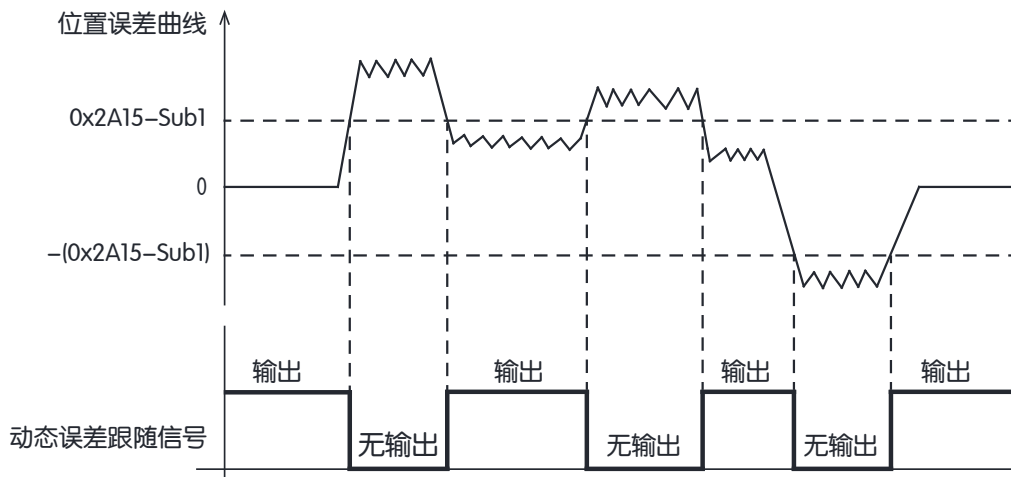 位置误差曲线
0x2A15-Sub1
0
-(0x2A15-Sub1)
输出
输出
输出
输出
动态误差跟随信号
无输出
无输出
无输出